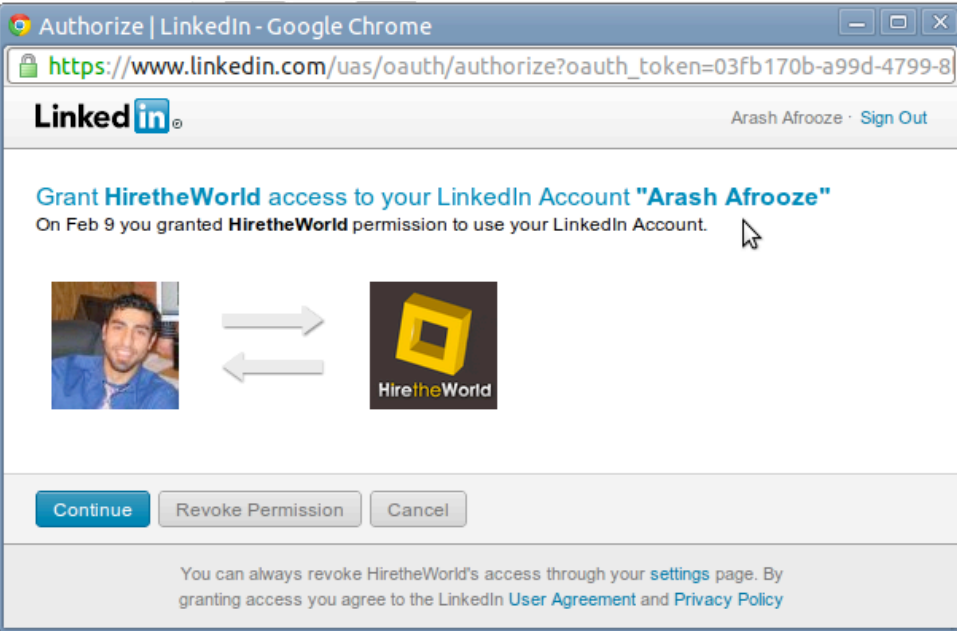 Authorize | LinkedIn - Google Chrome
https://www.linkedin.com/uas/oauth/authorize?oauth_token=03fb170b-a99d-4799-8
Linked in ®
Arash Afrooze · Sign Out
Grant HiretheWorld access to your LinkedIn Account "Arash Afrooze"
On Feb 9 you granted HiretheWorld permission to use your LinkedIn Account.
HiretheWorld
Continue
Revoke Permission
Cancel
You can always revoke HiretheWorld's access through your settings page. By
granting access you agree to the LinkedIn User Agreement and Privacy Policy